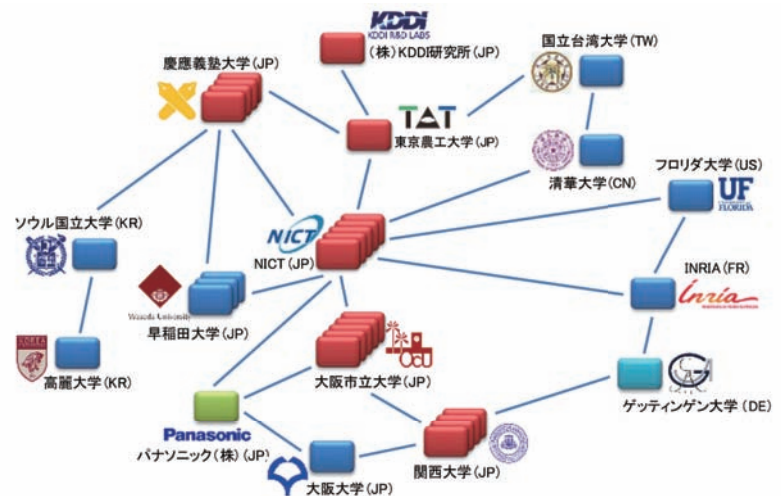 KDDI
KDDI R&D LABS
(株)KDDI研究所(JP)
国立台湾大学(TW)
慶應義塾大学(JP)
TAT
東京農工大学(JP)
清華大学(CN)
フロリダ大学(US)
UF
UNIVERSITY of
FLORIDA
ソウル国立大学(KR)
NICT
NICT(JP)
INRIA(FR)
Inria
Waseda University
早稲田大学(JP)
高麗大学(KR)
OCU
大阪市立大学(JP)
ゲッティンゲン大学(DE)
Panasonic
パナソニック(株)(JP)
大阪大学(JP)
関西大学(JP)